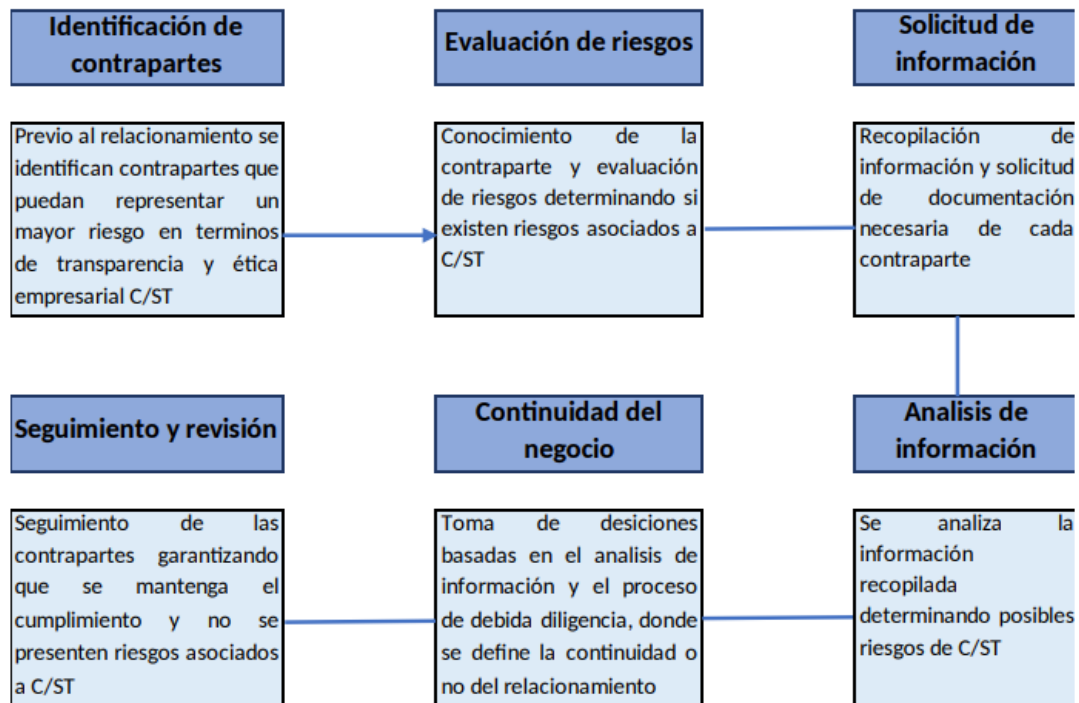 Identificación de
contrapartes
Previo al relacionamiento se
identifican contrapartes que
puedan representar un
mayor riesgo en terminos
de transparencia y ética
empresarial C/ST
Evaluación de riesgos
Conocimiento de la
contraparte y evaluación
de riesgos determinando si
existen riesgos asociados a
C/ST
Solicitud de
información
Recopilación de
información y solicitud
de documentación
necesaria de cada
contraparte
Analisis de
información
Se analiza la
información
recopilada
determinando posibles
riesgos de C/ST
Continuidad del
negocio
Toma de desiciones
basadas en el analisis de
información y el proceso
de debida diligencia, donde
se define la continuidad o
no del relacionamiento
Seguimiento y revisión
Seguimiento de las
contrapartes garantizando
que se mantenga el
cumplimiento y no se
presenten riesgos asociados
a C/ST